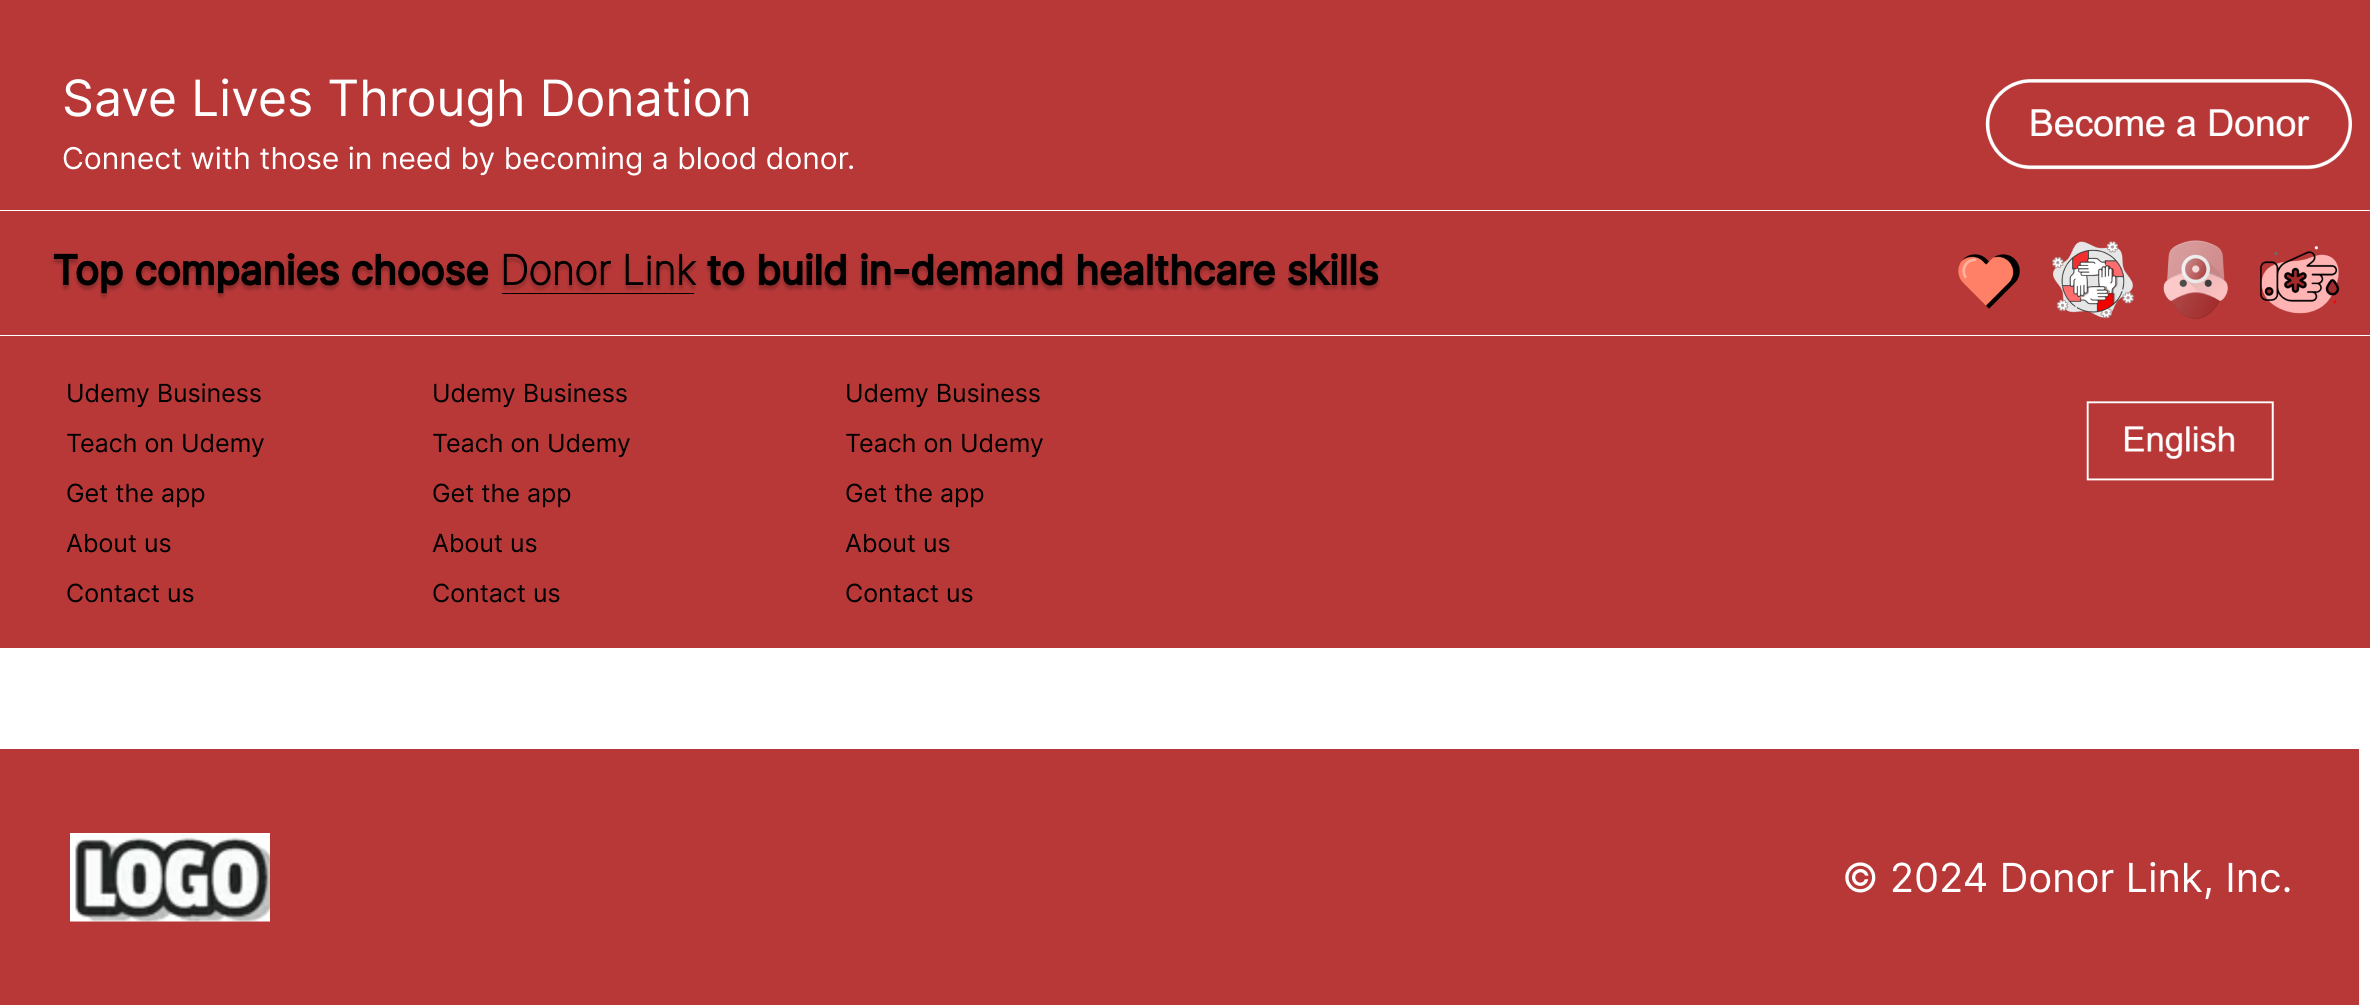 Save Lives Through Donation
Connect with those in need by becoming a blood donor.
Become a Donor
Top companies choose Donor Link to build in-demand healthcare skills
Udemy Business
Teach on Udemy
Get the app
About us
Contact us
Udemy Business
Teach on Udemy
Get the app
About us
Contact us
Udemy Business
Teach on Udemy
Get the app
About us
Contact us
English
LOGO
© 2024 Donor Link, Inc.